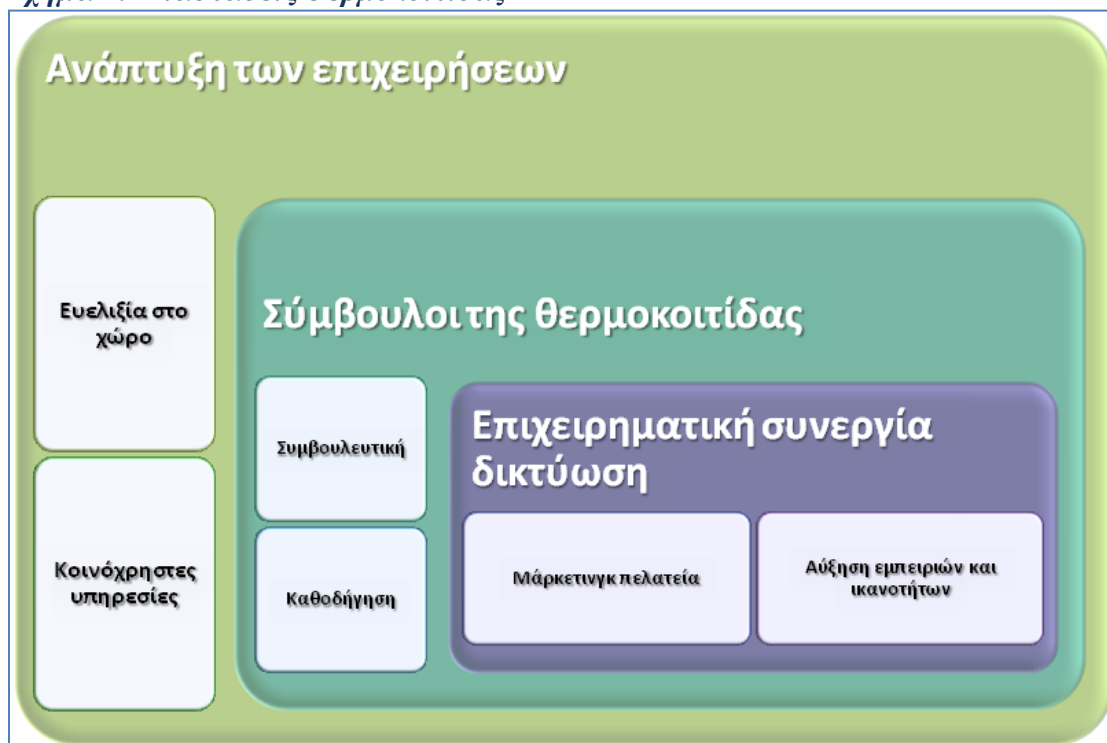 Ανάπτυξη των επιχειρήσεων
Ευελιξία στο
χώρο
Κοινόχρηστες
υπηρεσίες
Σύμβουλοι της θερμοκοιτίδας
Συμβουλευτική
Καθοδήγηση
Επιχειρηματική συνεργία
δικτύωση
Μάρκετινγκ πελατεία
Αύξηση εμπειριών και
ικανοτήτων